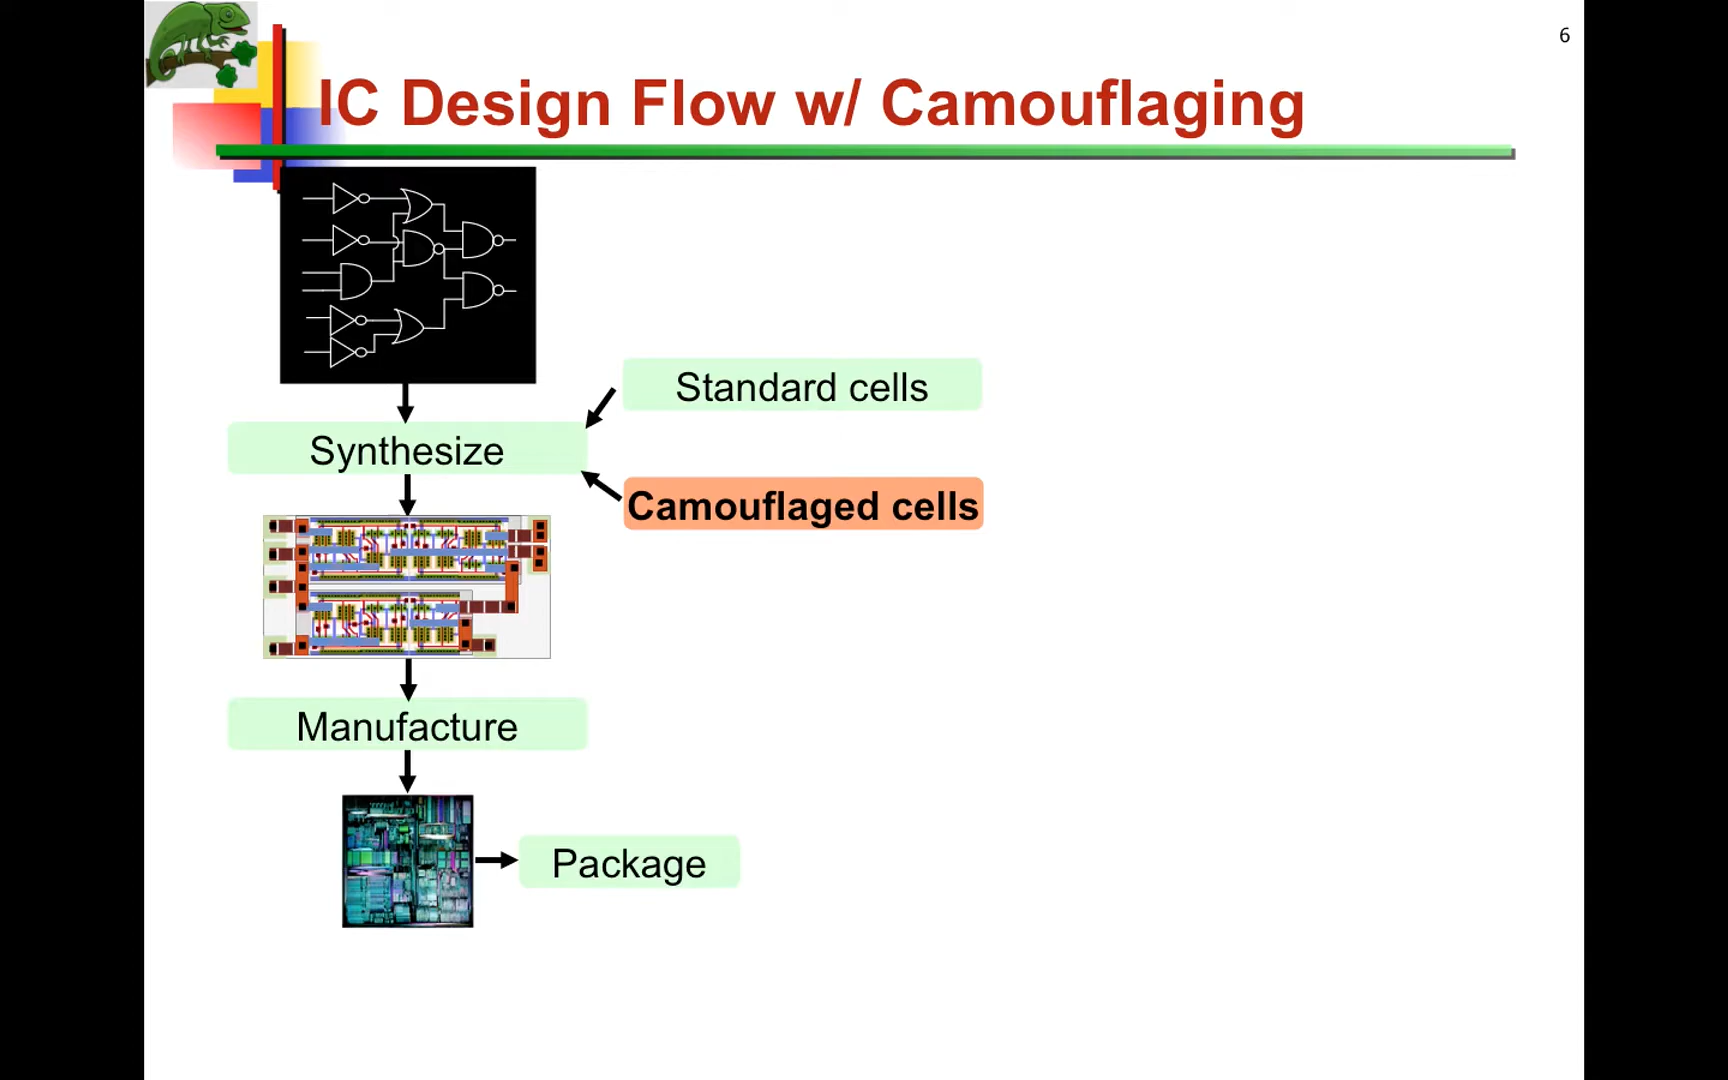 6
IC Design Flow w/ Camouflaging
Standard cells
Synthesize
Camouflaged cells
Manufacture
Package